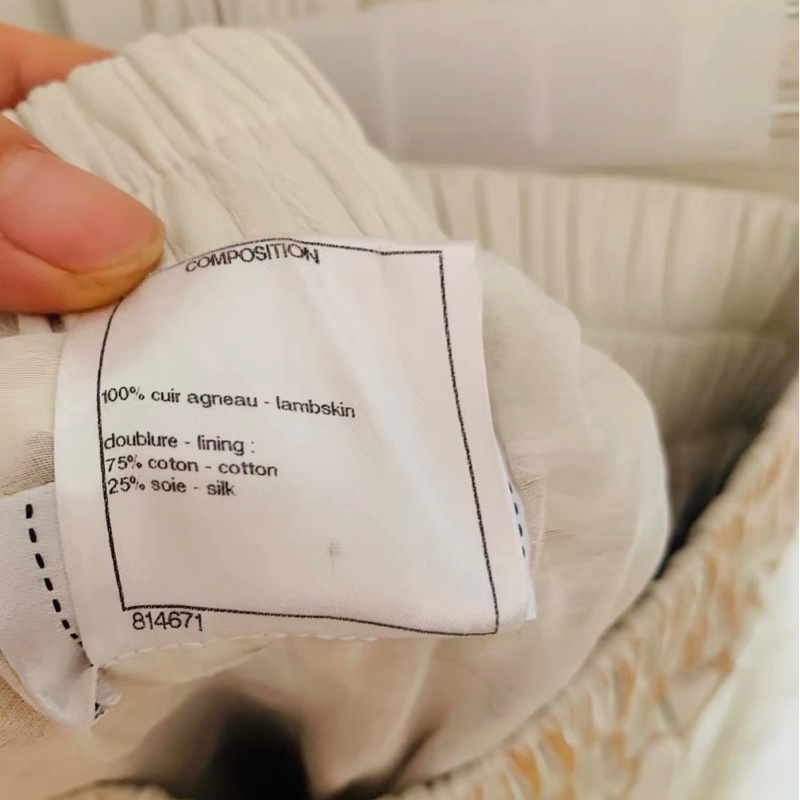 COMPOSITION
100% cuir agneau - lambskin
doublure - lining :
75% coton - cotton
25% soie - silk
814671